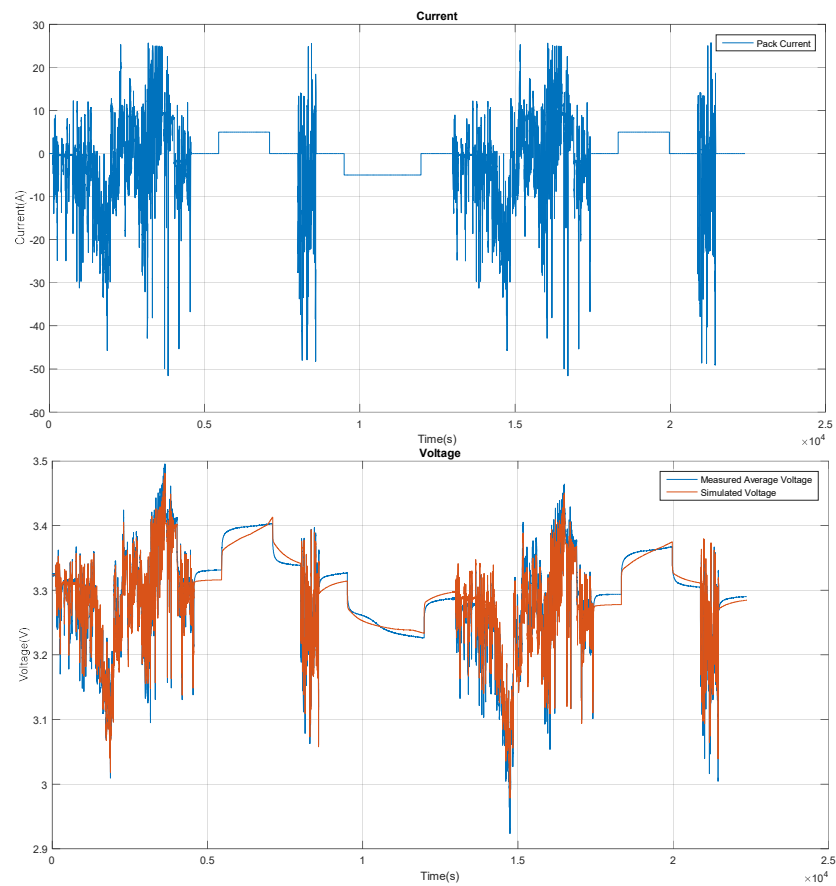 Current
30
20
10
0
-10
-20
-30
-40
-50
-60
Current(A)
Pack Current
0 0.5 1 1.5 2 2.5
Time(s)
×10⁴
Voltage
3.5
3.4
3.3
3.2
3.1
3
2.9
Voltage(V)
Measured Average Voltage
Simulated Voltage
0 0.5 1 1.5 2 2.5
Time(s)
×10⁴